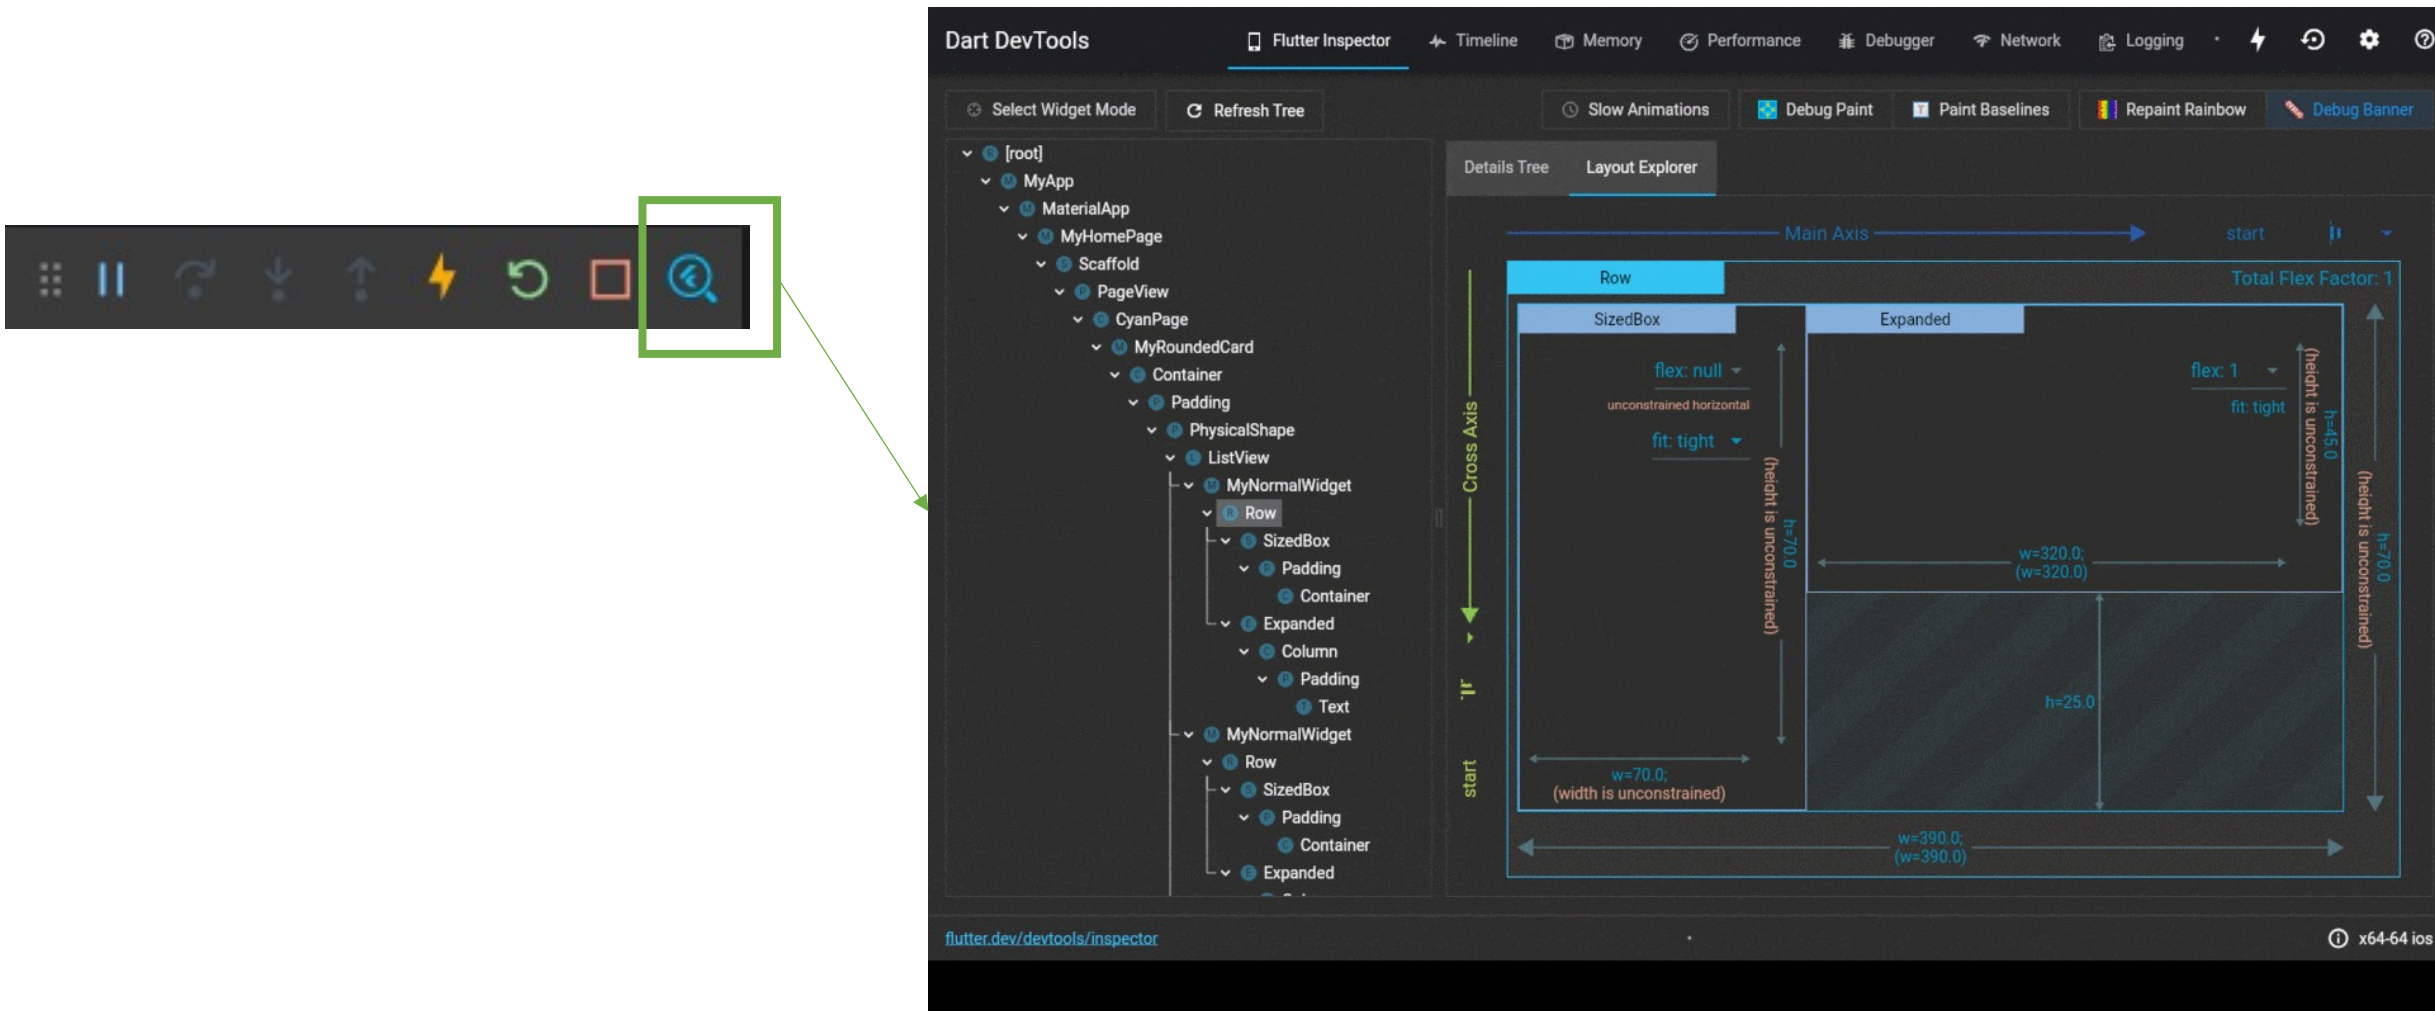 Dart DevTools
Flutter Inspector
Timeline
Memory
Performance
Debugger
Network
Logging
Select Widget Mode
Refresh Tree
Slow Animations
Debug Paint
Paint Baselines
Repaint Rainbow
Debug Banner
[root]
MyApp
MaterialApp
MyHomePage
Scaffold
PageView
CyanPage
MyRoundedCard
Container
Padding
PhysicalShape
ListView
MyNormalWidget
Row
SizedBox
Padding
Container
Expanded
Column
Padding
Text
MyNormalWidget
Row
SizedBox
Padding
Container
Expanded
Details Tree
Layout Explorer
Main Axis
start
Cross Axis
start
Row
Total Flex Factor: 1
SizedBox
flex: null
unconstrained horizontal
fit: tight
h=70.0
(height is unconstrained)
w=70.0;
(width is unconstrained)
Expanded
flex: 1
fit: tight
h=45.0
(height is unconstrained)
w=320.0;
(w=320.0)
h=25.0
h=70.0
(height is unconstrained)
w=390.0;
(w=390.0)
flutter.dev/devtools/inspector
x64-64 ios